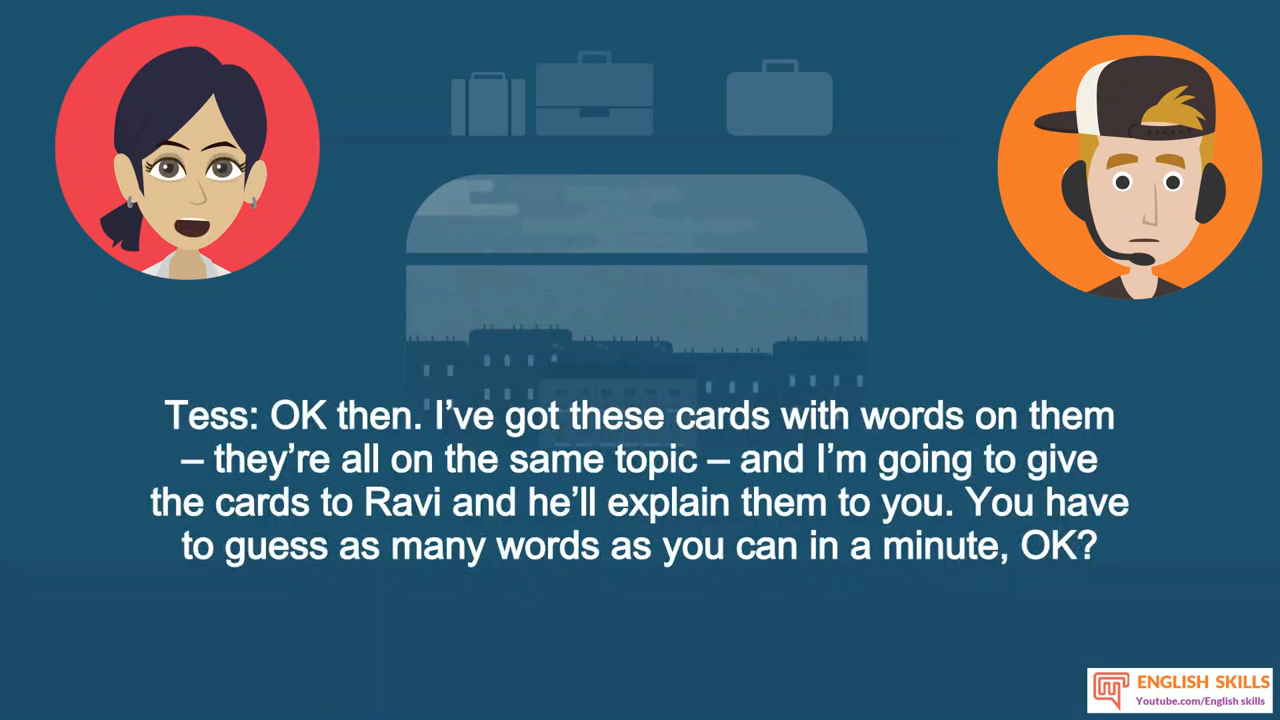 Tess: OK then. I’ve got these cards with words on them
– they’re all on the same topic – and I’m going to give
the cards to Ravi and he’ll explain them to you. You have
to guess as many words as you can in a minute, OK?
ENGLISH SKILLS
Youtube.com/English skills